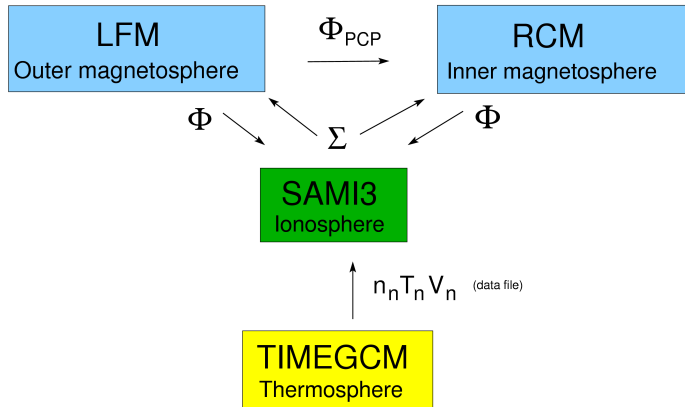 LFM
Outer magnetosphere
Φ_PCP
RCM
Inner magnetosphere
Φ
Σ
Φ
SAMI3
Ionosphere
n_n T_n V_n (data file)
TIMEGCM
Thermosphere